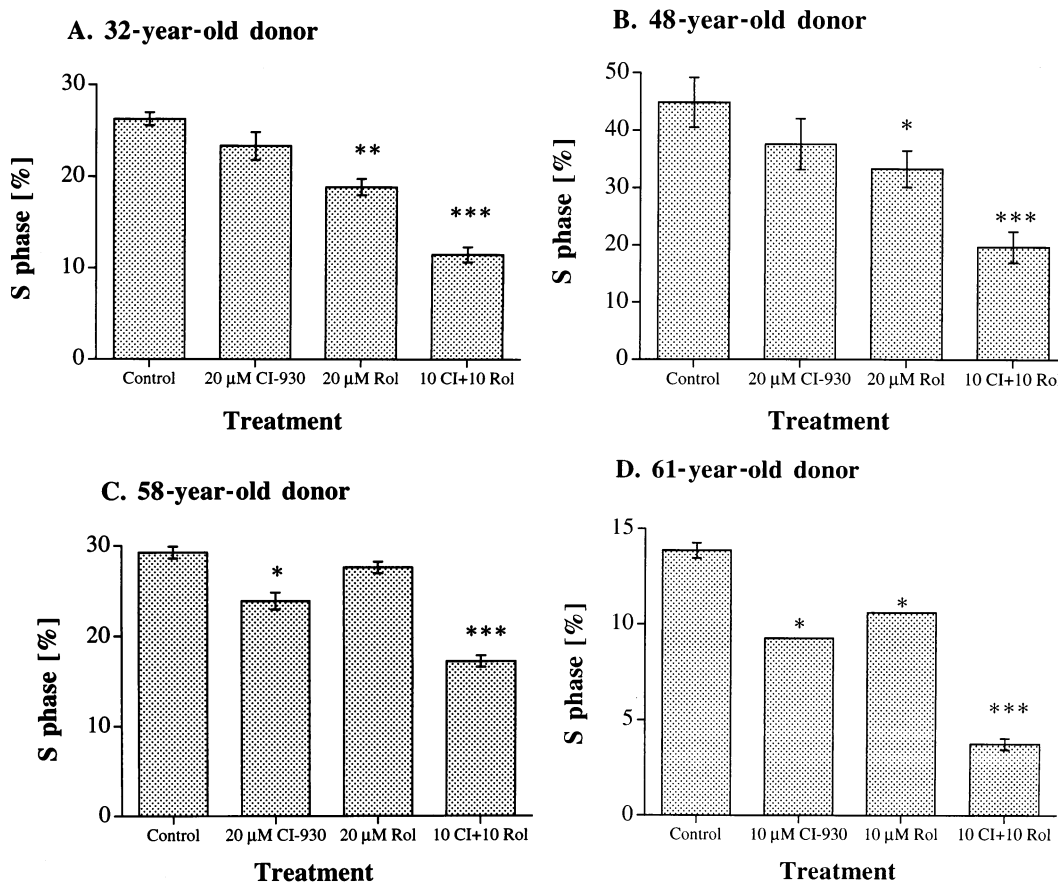 A. 32-year-old donor
S phase [%]
30
20
10
0
**
***
Control 20 µM CI-930 20 µM Rol 10 CI+10 Rol
Treatment
B. 48-year-old donor
S phase [%]
50
40
30
20
10
0
*
***
Control 20 µM CI-930 20 µM Rol 10 CI+10 Rol
Treatment
C. 58-year-old donor
S phase [%]
30
20
10
0
*
***
Control 20 µM CI-930 20 µM Rol 10 CI+10 Rol
Treatment
D. 61-year-old donor
S phase [%]
15
10
5
0
*
*
***
Control 10 µM CI-930 10 µM Rol 10 CI+10 Rol
Treatment